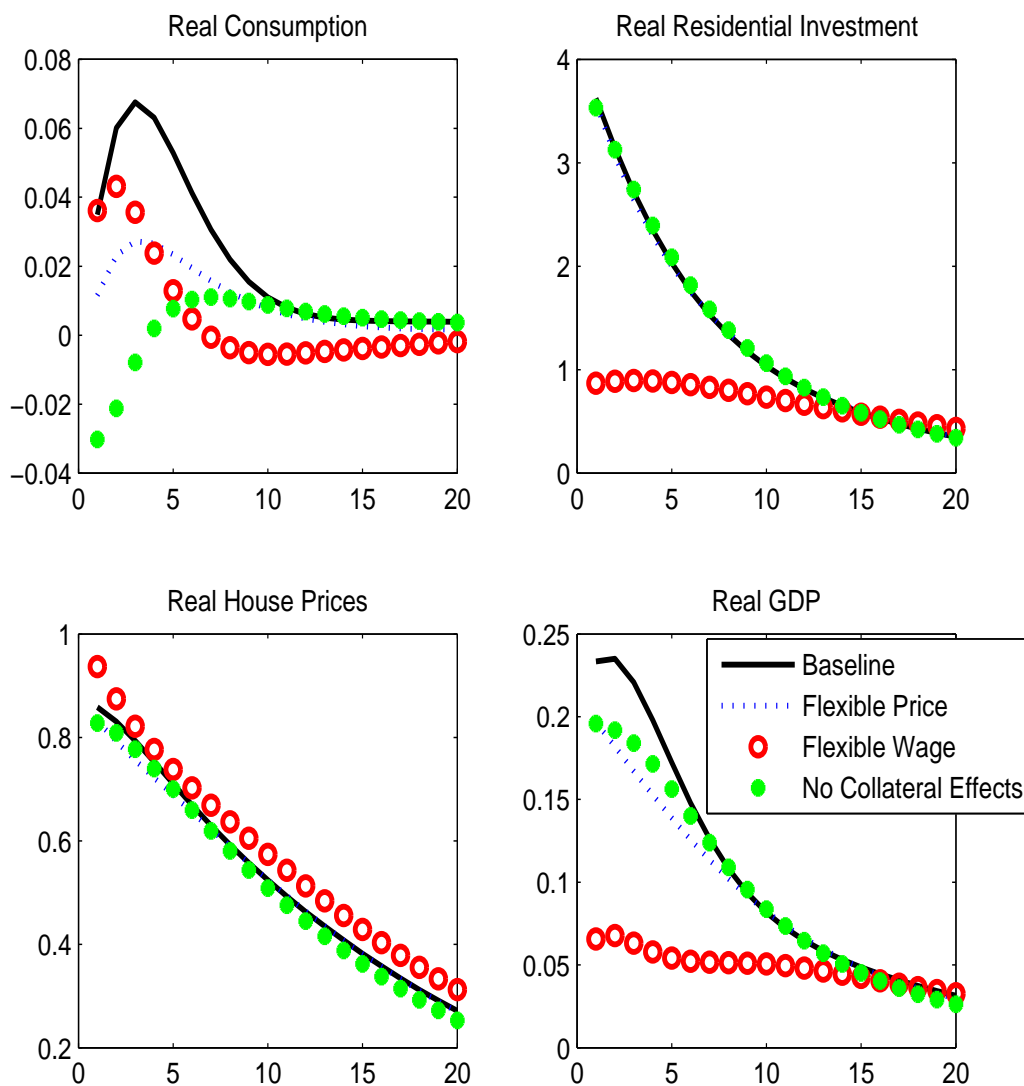 Real Consumption
0.08
0.06
0.04
0.02
0
−0.02
−0.04
0 5 10 15 20
Real Residential Investment
4
3
2
1
0
0 5 10 15 20
Real House Prices
1
0.8
0.6
0.4
0.2
0 5 10 15 20
Real GDP
0.25
0.2
0.15
0.1
0.05
0
0 5 10 15 20
Baseline
Flexible Price
Flexible Wage
No Collateral Effects